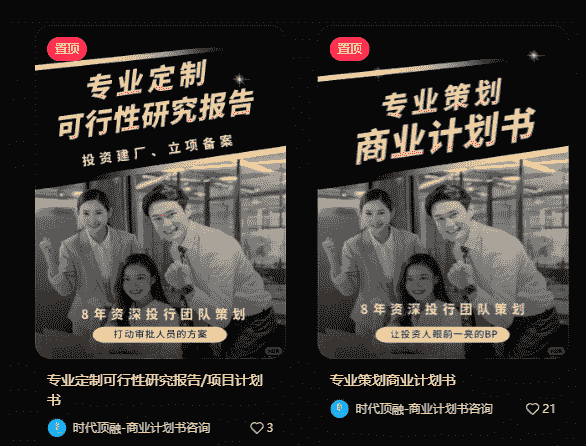 置顶
专业定制
可行性研究报告
投资建厂、立项备案
8年资深投行团队策划
打动审批人员的方案
专业定制可行性研究报告/项目计划
书
时代顶融-商业计划书咨询
3
置顶
专业策划
商业计划书
8年资深投行团队策划
让投资人眼前一亮的BP
专业策划商业计划书
时代顶融-商业计划书咨询
21